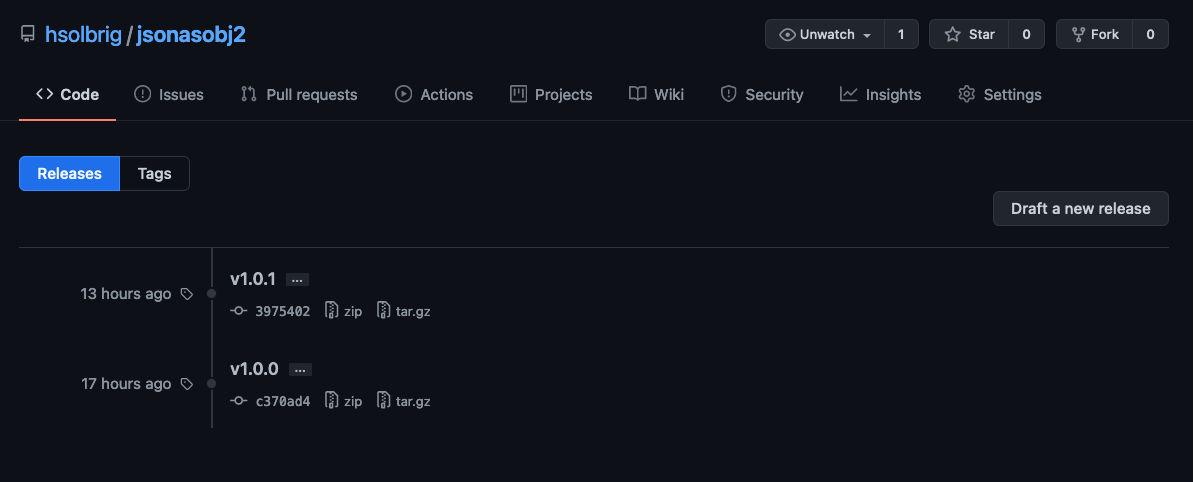 hsolbrig / jsonasobj2
Unwatch 1 Star 0 Fork 0
Code Issues Pull requests Actions Projects Wiki Security Insights Settings
Releases Tags
Draft a new release
v1.0.1 ...
13 hours ago
3975402 zip tar.gz
v1.0.0 ...
17 hours ago
c370ad4 zip tar.gz